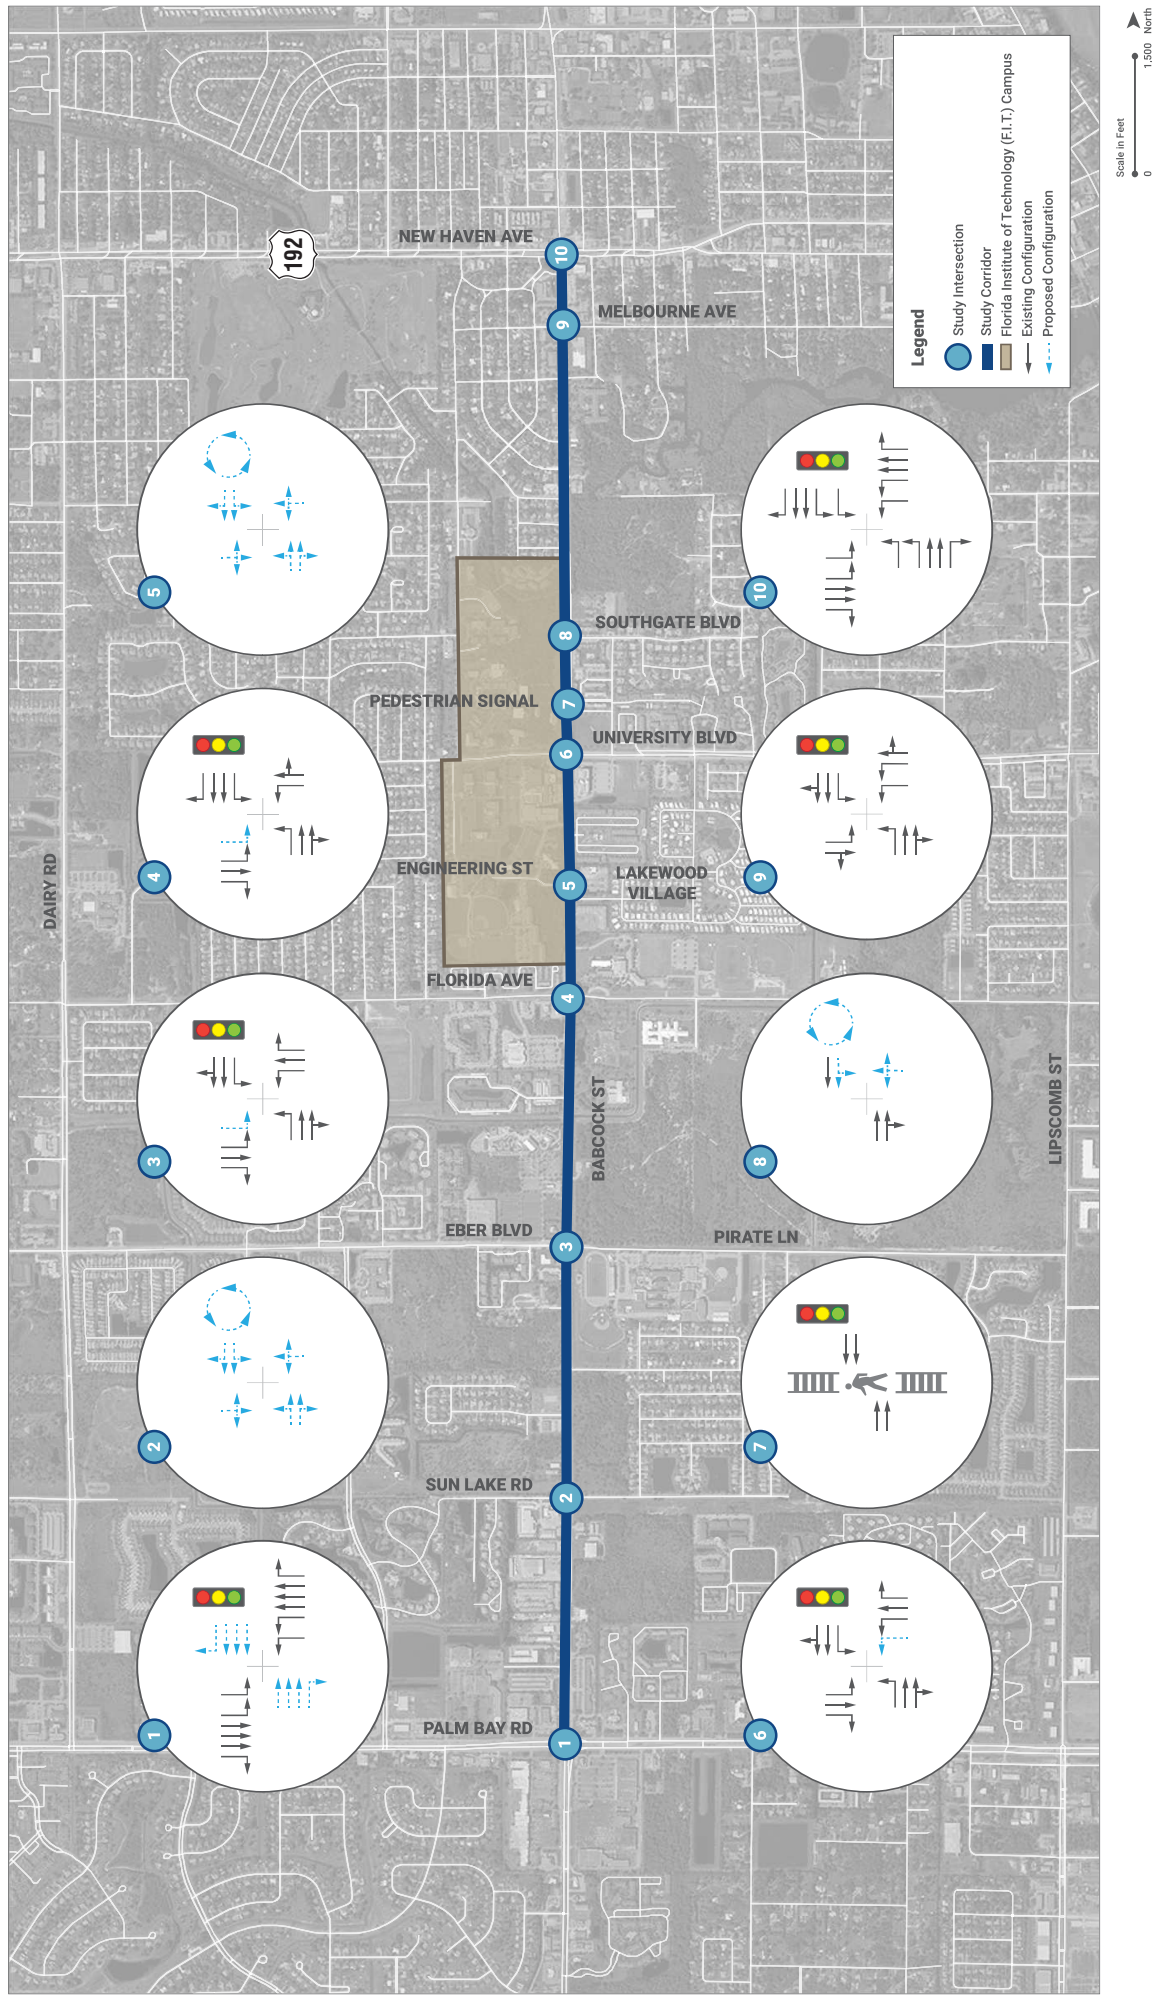 NEW HAVEN AVE
192
MELBOURNE AVE
SOUTHGATE BLVD
PEDESTRIAN SIGNAL
UNIVERSITY BLVD
ENGINEERING ST
LAKEWOOD
VILLAGE
FLORIDA AVE
EBER BLVD
PIRATE LN
SUN LAKE RD
PALM BAY RD
DAIRY RD
BABCOCK ST
LIPSCOMB ST
10
9
8
7
6
5
4
3
2
1
5
4
3
2
1
10
9
8
7
6
Legend
Study Intersection
Study Corridor
Florida Institute of Technology (F.I.T.) Campus
Existing Configuration
Proposed Configuration
Scale in Feet
0
1,500
North